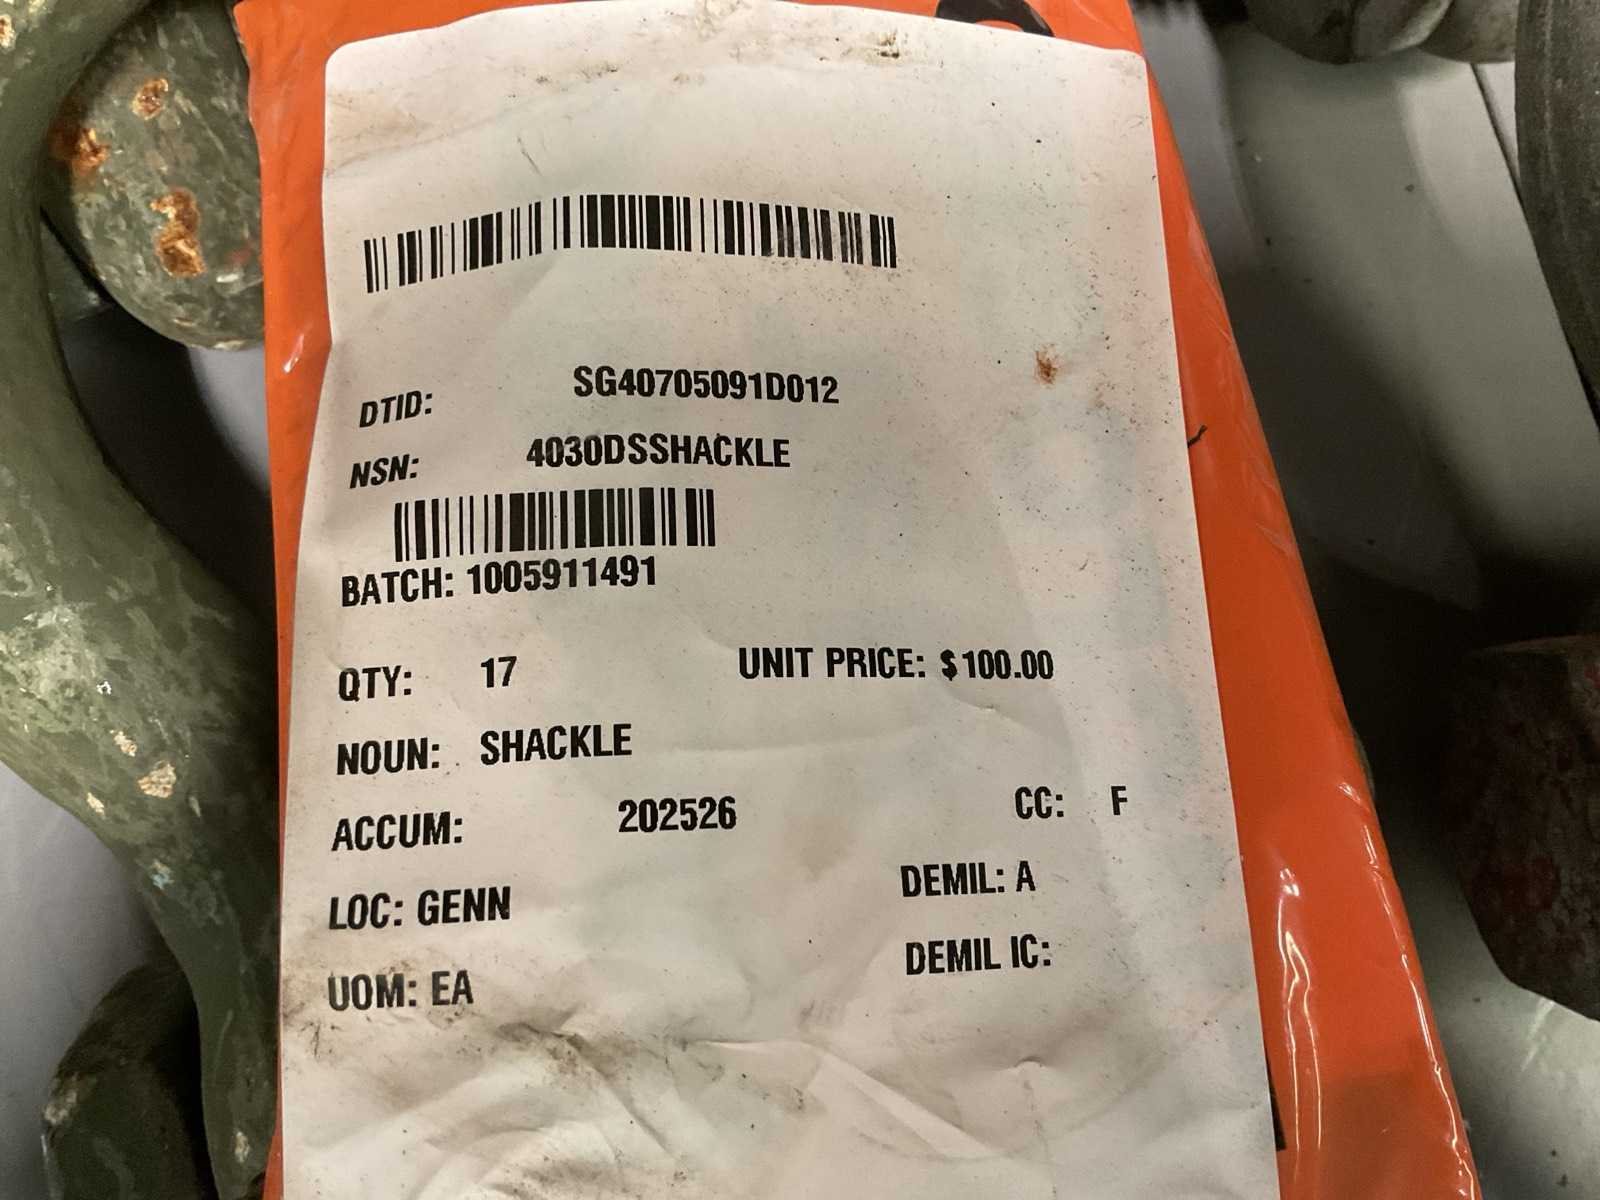 DTID: SG40705091D012
NSN: 4030DSSHACKLE
BATCH: 1005911491
QTY: 17 UNIT PRICE: $100.00
NOUN: SHACKLE
ACCUM: 202526 CC: F
LOC: GENN DEMIL: A
UOM: EA DEMIL IC: